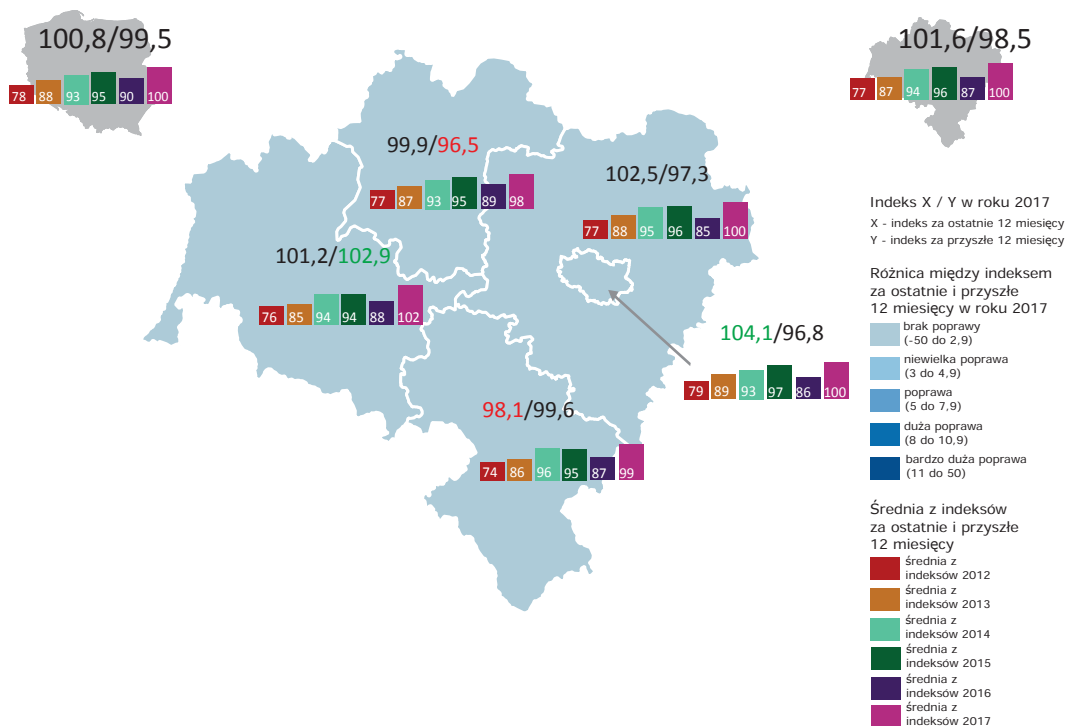 100,8/99,5
78 88 93 95 90 100
101,6/98,5
77 87 94 96 87 100
99,9/96,5
77 87 93 95 89 98
102,5/97,3
77 88 95 96 85 100
101,2/102,9
76 85 94 94 88 102
104,1/96,8
79 89 93 97 86 100
98,1/99,6
74 86 96 95 87 99
Indeks X / Y w roku 2017
X - indeks za ostatnie 12 miesięcy
Y - indeks za przyszłe 12 miesięcy
Różnica między indeksem
za ostatnie i przyszłe
12 miesięcy w roku 2017
brak poprawy
(-50 do 2,9)
niewielka poprawa
(3 do 4,9)
poprawa
(5 do 7,9)
duża poprawa
(8 do 10,9)
bardzo duża poprawa
(11 do 50)
Średnia z indeksów
za ostatnie i przyszłe
12 miesięcy
średnia z
indeksów 2012
średnia z
indeksów 2013
średnia z
indeksów 2014
średnia z
indeksów 2015
średnia z
indeksów 2016
średnia z
indeksów 2017